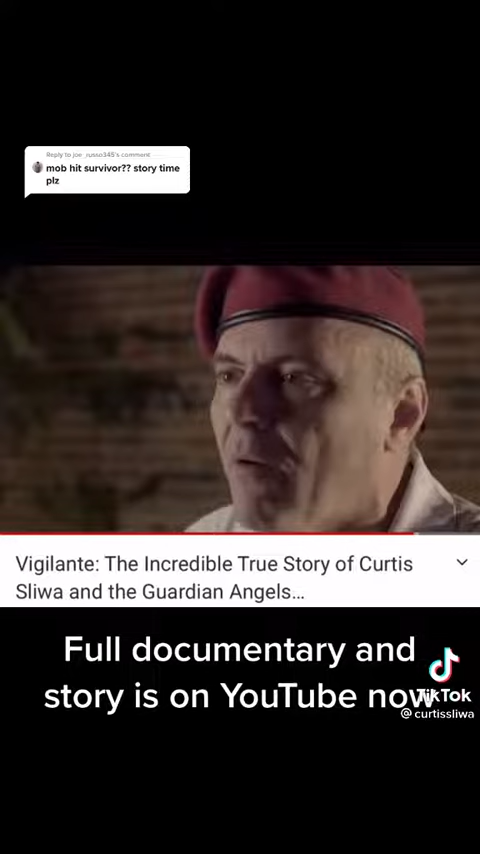 Reply to joe_russo345's comment
mob hit survivor?? story time
plz
Vigilante: The Incredible True Story of Curtis
Sliwa and the Guardian Angels...
Full documentary and
story is on YouTube now
TikTok
@curtissliwa